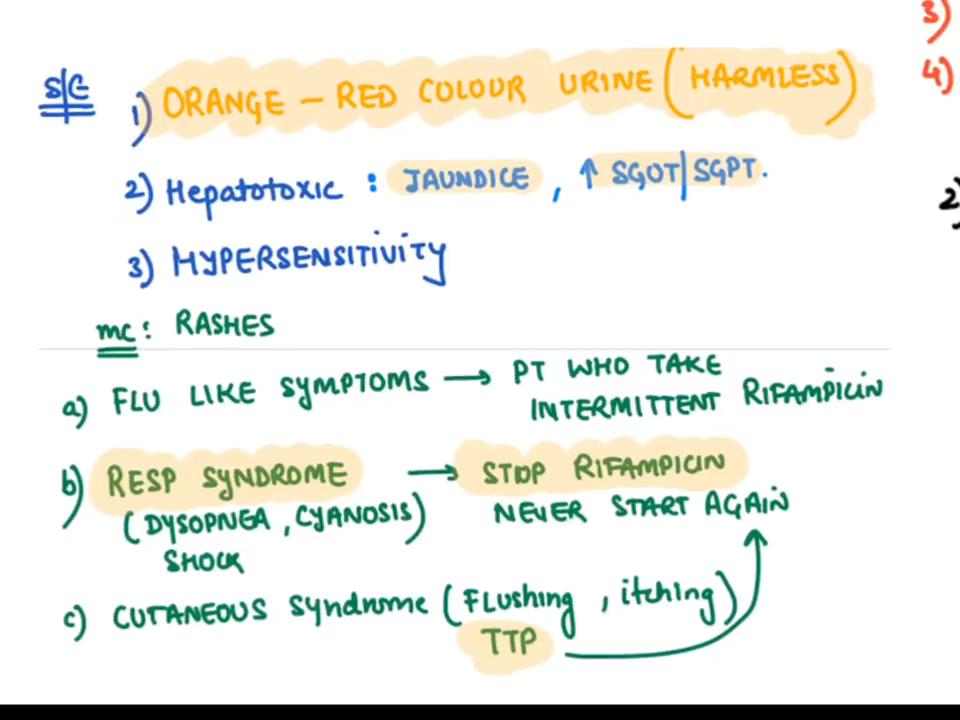 S/E
1) ORANGE – RED COLOUR URINE (HARMLESS)
2) Hepatotoxic : JAUNDICE, ↑ SGOT|SGPT.
3) HYPERSENSITIVITY
mc: RASHES
a) FLU LIKE SYMPTOMS → PT WHO TAKE
INTERMITTENT RIFAMPICIN
b) RESP SYNDROME → STOP RIFAMPICIN
(DYSOPNEA, CYANOSIS) NEVER START AGAIN
SHOCK
c) CUTANEOUS Syndrome (Flushing, itching)
TTP
3)
4)
2)